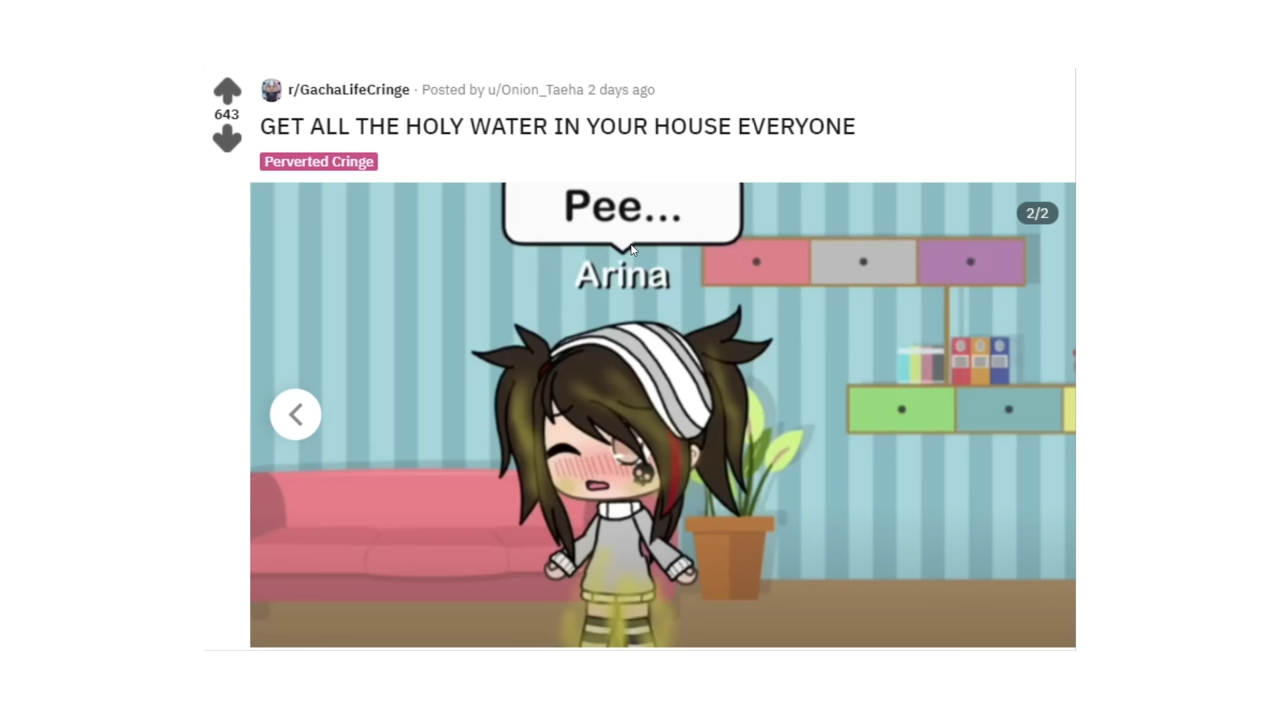 r/GachaLifeCringe · Posted by u/Onion_Taeha 2 days ago
643
GET ALL THE HOLY WATER IN YOUR HOUSE EVERYONE
Perverted Cringe
Pee...
2/2
Arina